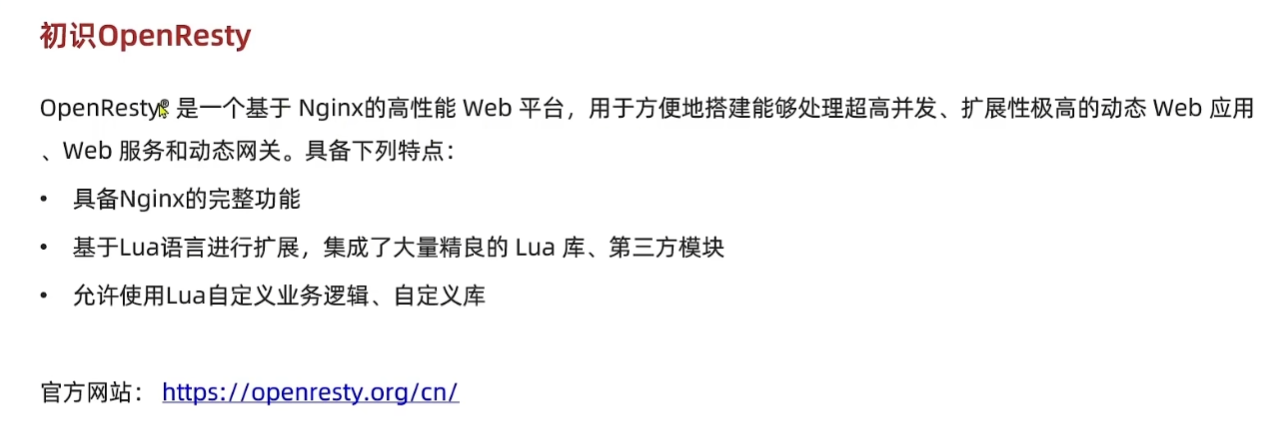 初识OpenResty
OpenResty® 是一个基于 Nginx的高性能 Web 平台，用于方便地搭建能够处理超高并发、扩展性极高的动态 Web 应用
、Web 服务和动态网关。具备下列特点：
• 具备Nginx的完整功能
• 基于Lua语言进行扩展，集成了大量精良的 Lua 库、第三方模块
• 允许使用Lua自定义业务逻辑、自定义库
官方网站： https://openresty.org/cn/